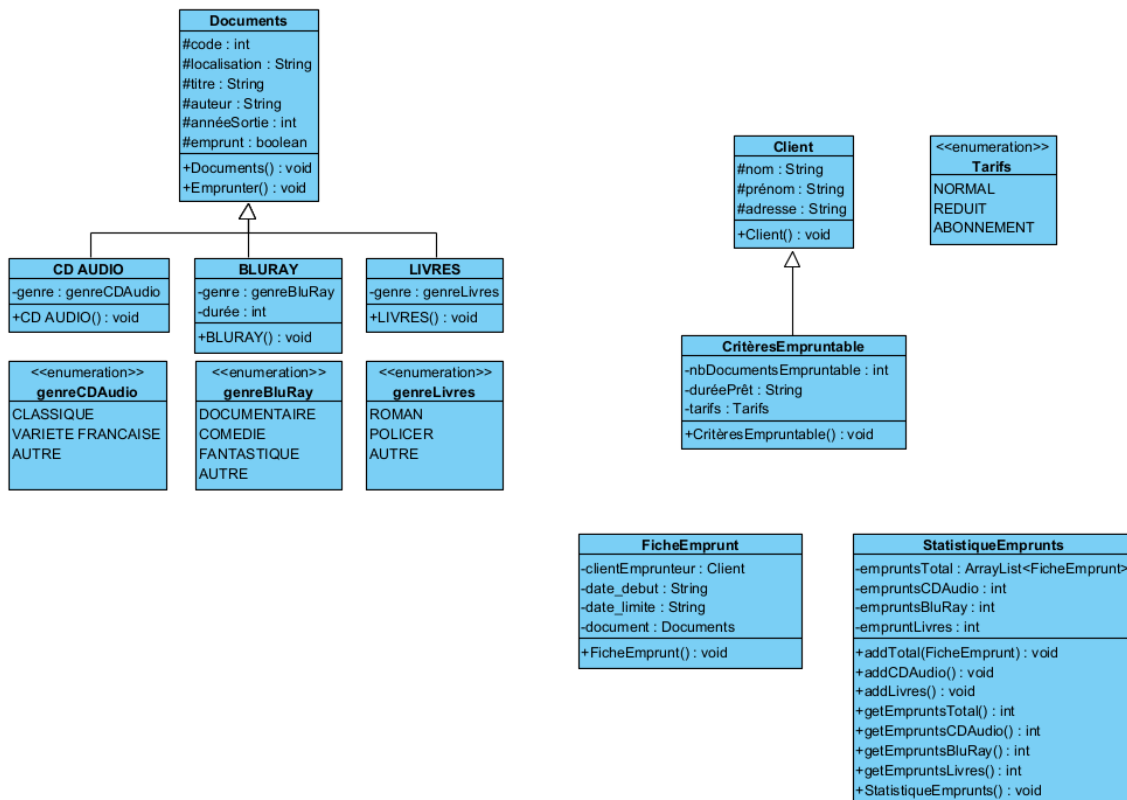 Documents
#code : int
#localisation : String
#titre : String
#auteur : String
#annéeSortie : int
#emprunt : boolean
+Documents() : void
+Emprunter() : void
CD AUDIO
-genre : genreCDAudio
+CD AUDIO() : void
BLURAY
-genre : genreBluRay
-durée : int
+BLURAY() : void
LIVRES
-genre : genreLivres
+LIVRES() : void
<<enumeration>>
genreCDAudio
CLASSIQUE
VARIETE FRANCAISE
AUTRE
<<enumeration>>
genreBluRay
DOCUMENTAIRE
COMEDIE
FANTASTIQUE
AUTRE
<<enumeration>>
genreLivres
ROMAN
POLICER
AUTRE
Client
#nom : String
#prénom : String
#adresse : String
+Client() : void
<<enumeration>>
Tarifs
NORMAL
REDUIT
ABONNEMENT
CritèresEmpruntable
-nbDocumentsEmpruntable : int
-duréePrêt : String
-tarifs : Tarifs
+CritèresEmpruntable() : void
FicheEmprunt
-clientEmprunteur : Client
-date_debut : String
-date_limite : String
-document : Documents
+FicheEmprunt() : void
StatistiqueEmprunts
-empruntsTotal : ArrayList<FicheEmprunt>
-empruntsCDAudio : int
-empruntsBluRay : int
-empruntLivres : int
+addTotal(FicheEmprunt) : void
+addCDAudio() : void
+addLivres() : void
+getEmpruntsTotal() : int
+getEmpruntsCDAudio() : int
+getEmpruntsBluRay() : int
+getEmpruntsLivres() : int
+StatistiqueEmprunts() : void